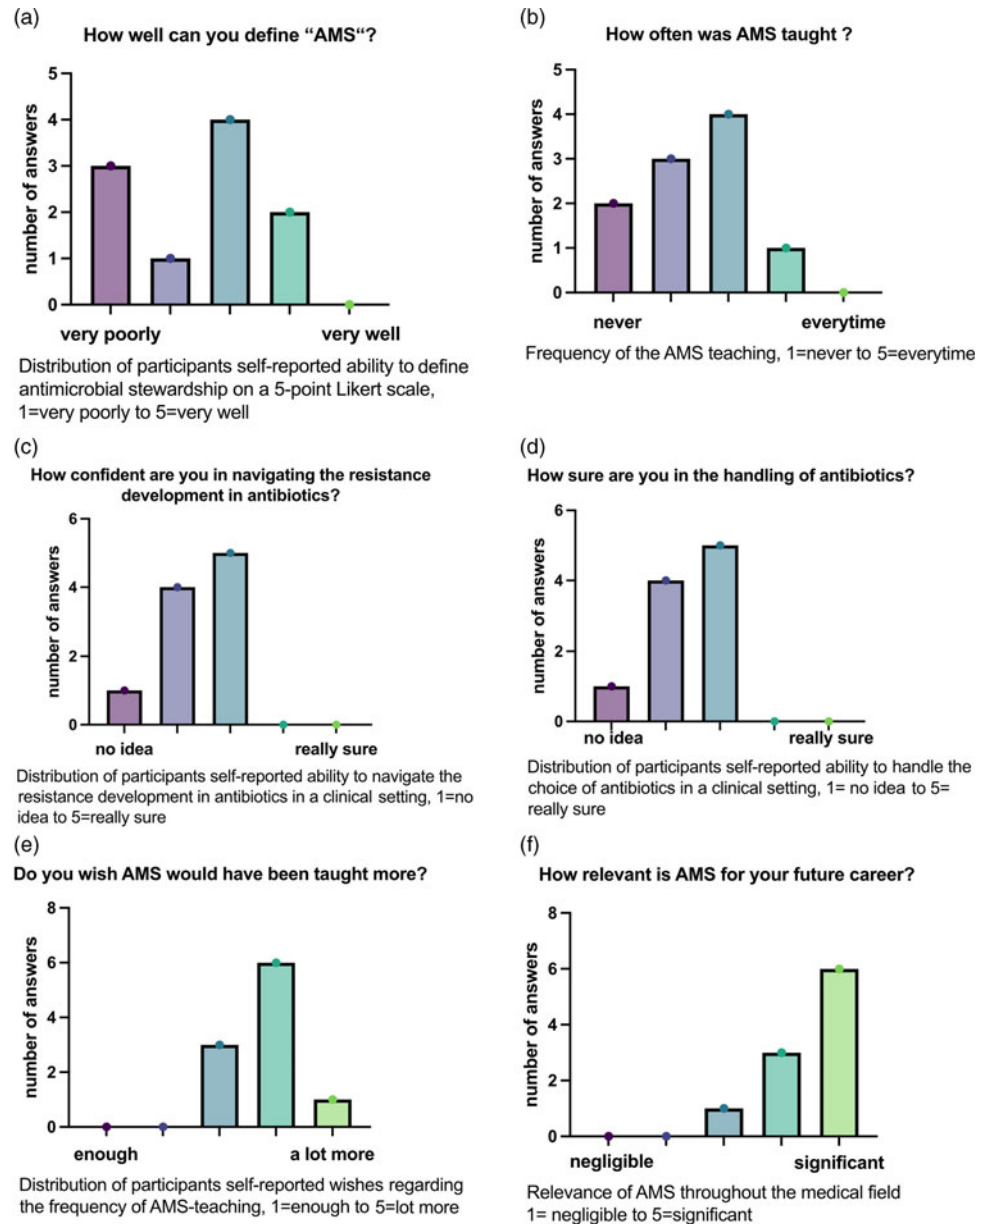 (a)
How well can you define “AMS“?
number of answers
5
4
3
2
1
0
very poorly
very well
Distribution of participants self-reported ability to define
antimicrobial stewardship on a 5-point Likert scale,
1=very poorly to 5=very well
(b)
How often was AMS taught ?
number of answers
5
4
3
2
1
0
never
everytime
Frequency of the AMS teaching, 1=never to 5=everytime
(c)
How confident are you in navigating the resistance
development in antibiotics?
number of answers
6
4
2
0
no idea
really sure
Distribution of participants self-reported ability to navigate the
resistance development in antibiotics in a clinical setting, 1=no
idea to 5=really sure
(d)
How sure are you in the handling of antibiotics?
number of answers
6
4
2
0
no idea
really sure
Distribution of participants self-reported ability to handle the
choice of antibiotics in a clinical setting, 1= no idea to 5=
really sure
(e)
Do you wish AMS would have been taught more?
number of answers
8
6
4
2
0
enough
a lot more
Distribution of participants self-reported wishes regarding
the frequency of AMS-teaching, 1=enough to 5=lot more
(f)
How relevant is AMS for your future career?
number of answers
8
6
4
2
0
negligible
significant
Relevance of AMS throughout the medical field
1= negligible to 5=significant